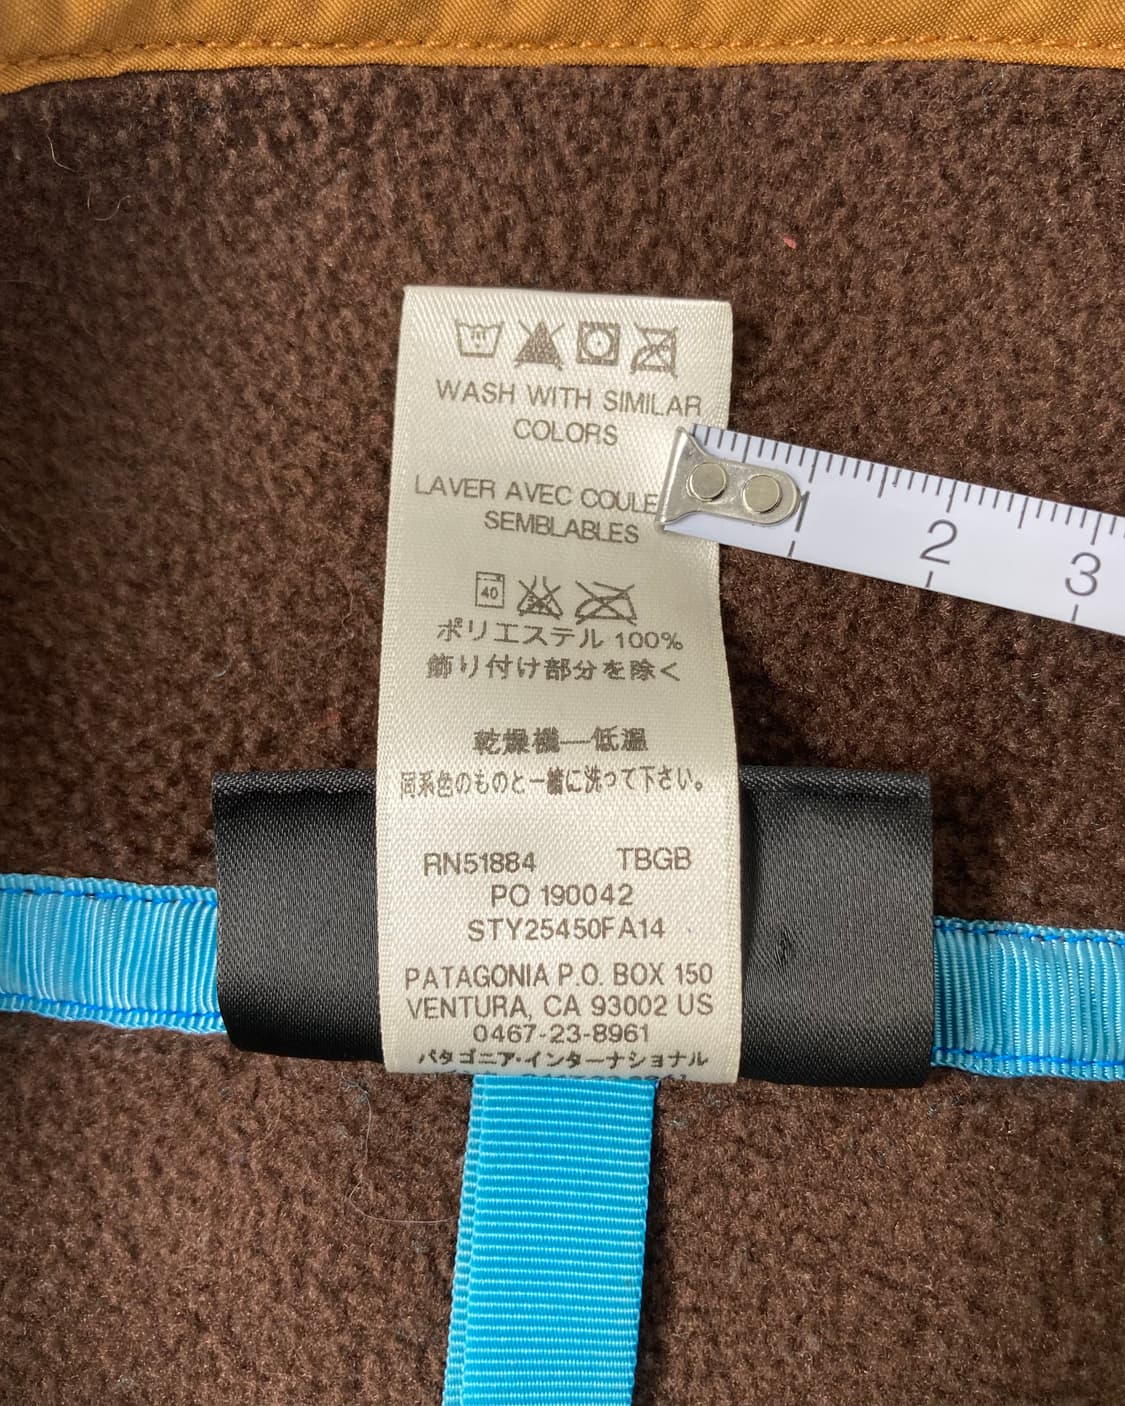 WASH WITH SIMILAR
COLORS
LAVER AVEC COULE
SEMBLABLES
40
ポリエステル 100%
飾り付け部分を除く
乾燥機—低温
同系色のものと一緒に洗って下さい。
RN51884 TBGB
PO 190042
STY25450FA14
PATAGONIA P.O. BOX 150
VENTURA, CA 93002 US
0467-23-8961
パタゴニア・インターナショナル
1 2 3